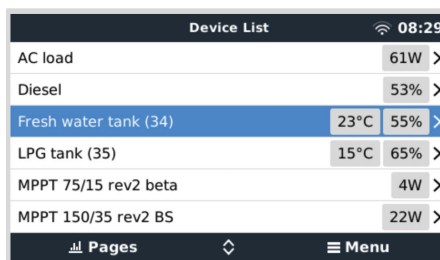 Device List 08:29
AC load 61W
Diesel 53%
Fresh water tank (34) 23°C 55%
LPG tank (35) 15°C 65%
MPPT 75/15 rev2 beta 4W
MPPT 150/35 rev2 BS 22W
Pages Menu